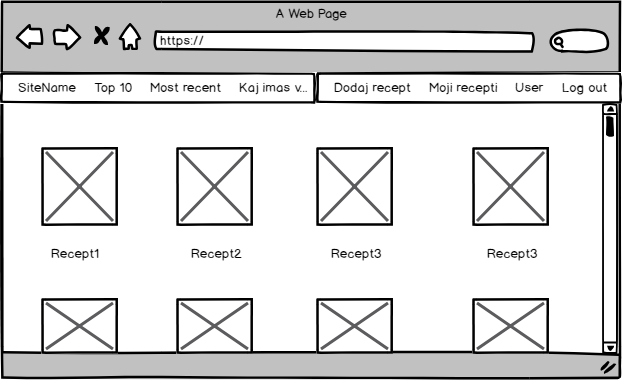 A Web Page
https://
SiteName Top 10 Most recent Kaj imas v... Dodaj recept Moji recepti User Log out
Recept1 Recept2 Recept3 Recept3